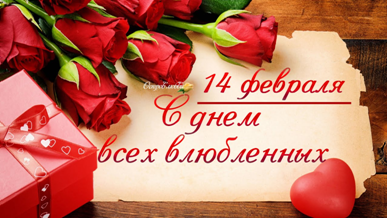 14 февраля
С днем
всех влюбленных